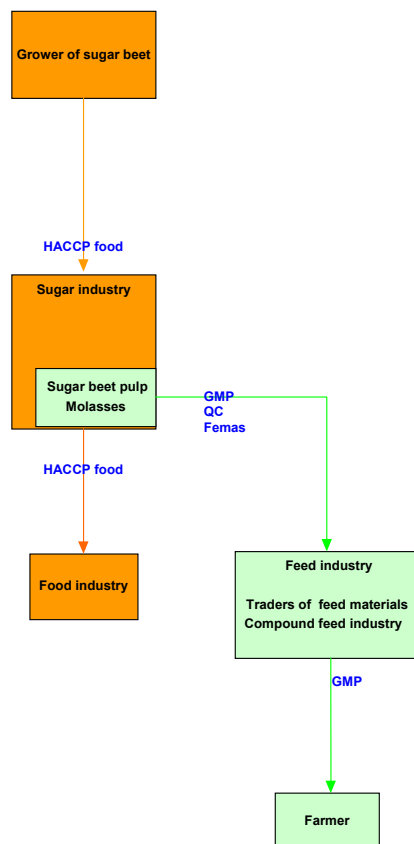 Grower of sugar beet
HACCP food
Sugar industry
Sugar beet pulp
Molasses
GMP
QC
Femas
HACCP food
Food industry
Feed industry
Traders of feed materials
Compound feed industry
GMP
Farmer